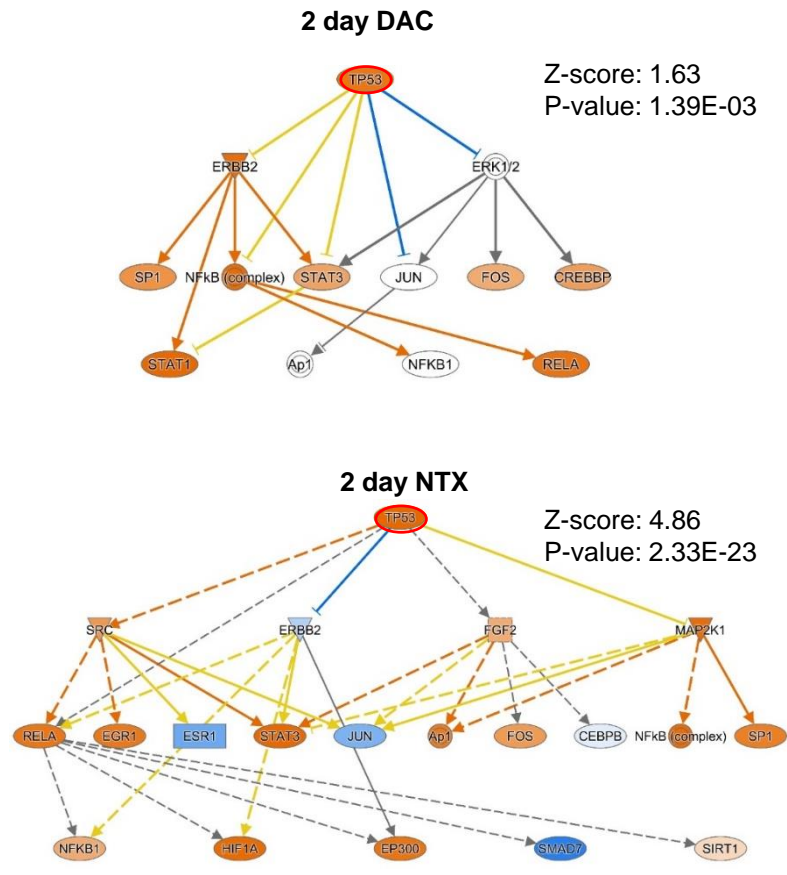 2 day DAC
TP53
Z-score: 1.63
P-value: 1.39E-03
ERBB2
ERK1/2
SP1
NFkB (complex)
STAT3
JUN
FOS
CREBBP
STAT1
Ap1
NFKB1
RELA
2 day NTX
TP53
Z-score: 4.86
P-value: 2.33E-23
SRC
ERBB2
FGF2
MAP2K1
RELA
EGR1
ESR1
STAT3
JUN
Ap1
FOS
CEBPB
NFkB (complex)
SP1
NFKB1
HIF1A
EP300
SMAD7
SIRT1